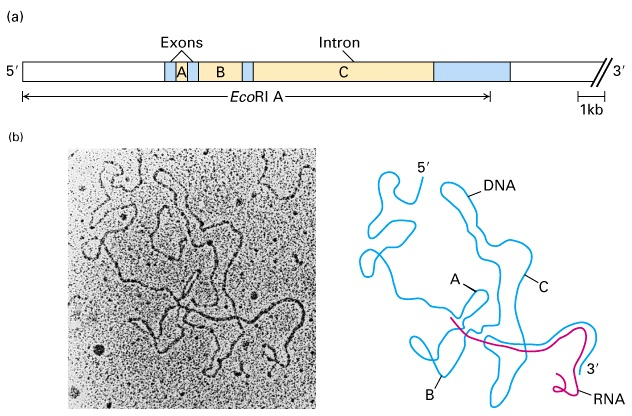 (a)
Exons Intron
5′ A B C 3′
EcoRI A
1kb
(b)
5′
DNA
A
C
B
3′
RNA